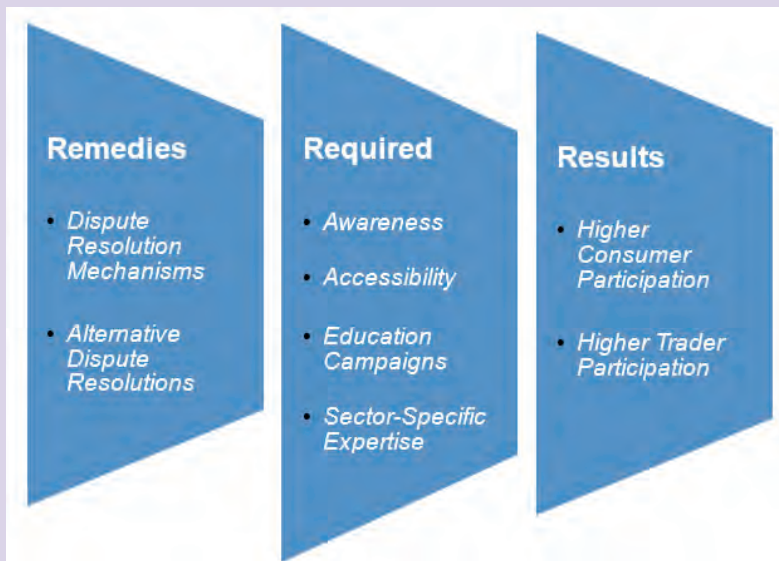 Remedies
• Dispute
Resolution
Mechanisms
• Alternative
Dispute
Resolutions
Required
• Awareness
• Accessibility
• Education
Campaigns
• Sector-Specific
Expertise
Results
• Higher
Consumer
Participation
• Higher Trader
Participation